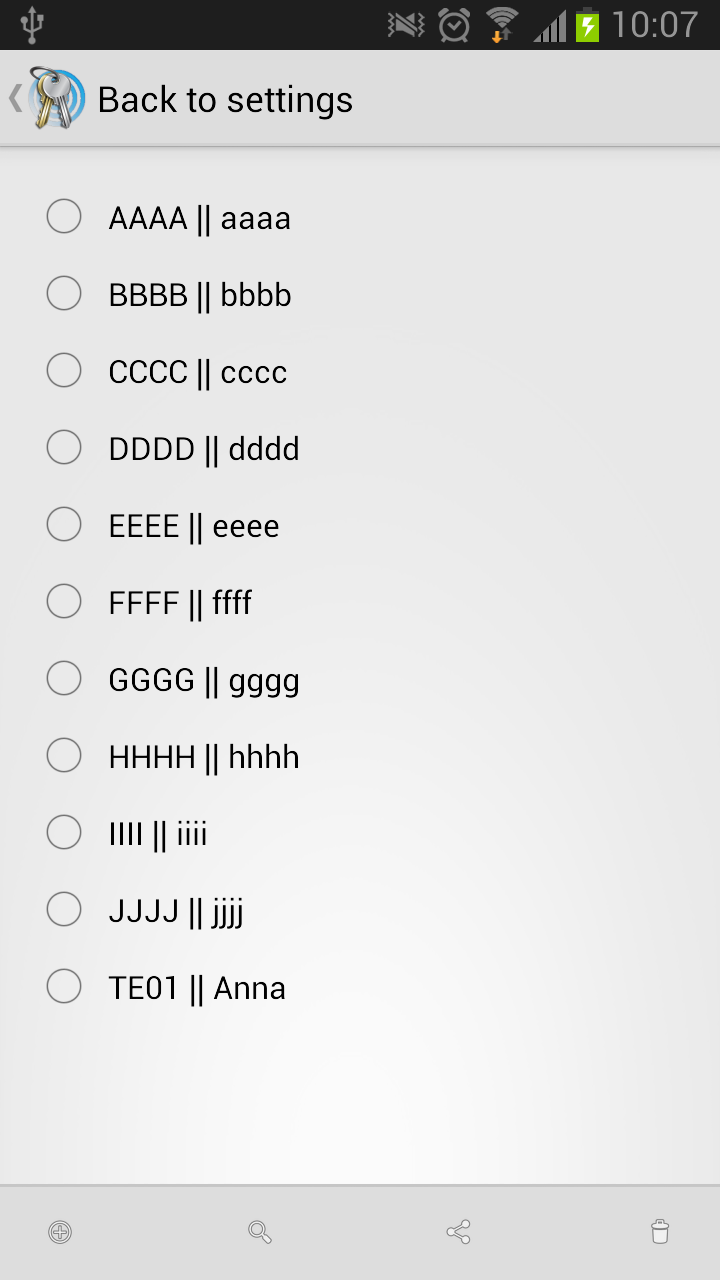 10:07
Back to settings
AAAA || aaaa
BBBB || bbbb
CCCC || cccc
DDDD || dddd
EEEE || eeee
FFFF || ffff
GGGG || gggg
HHHH || hhhh
IIII || iiii
JJJJ || jjjj
TE01 || Anna